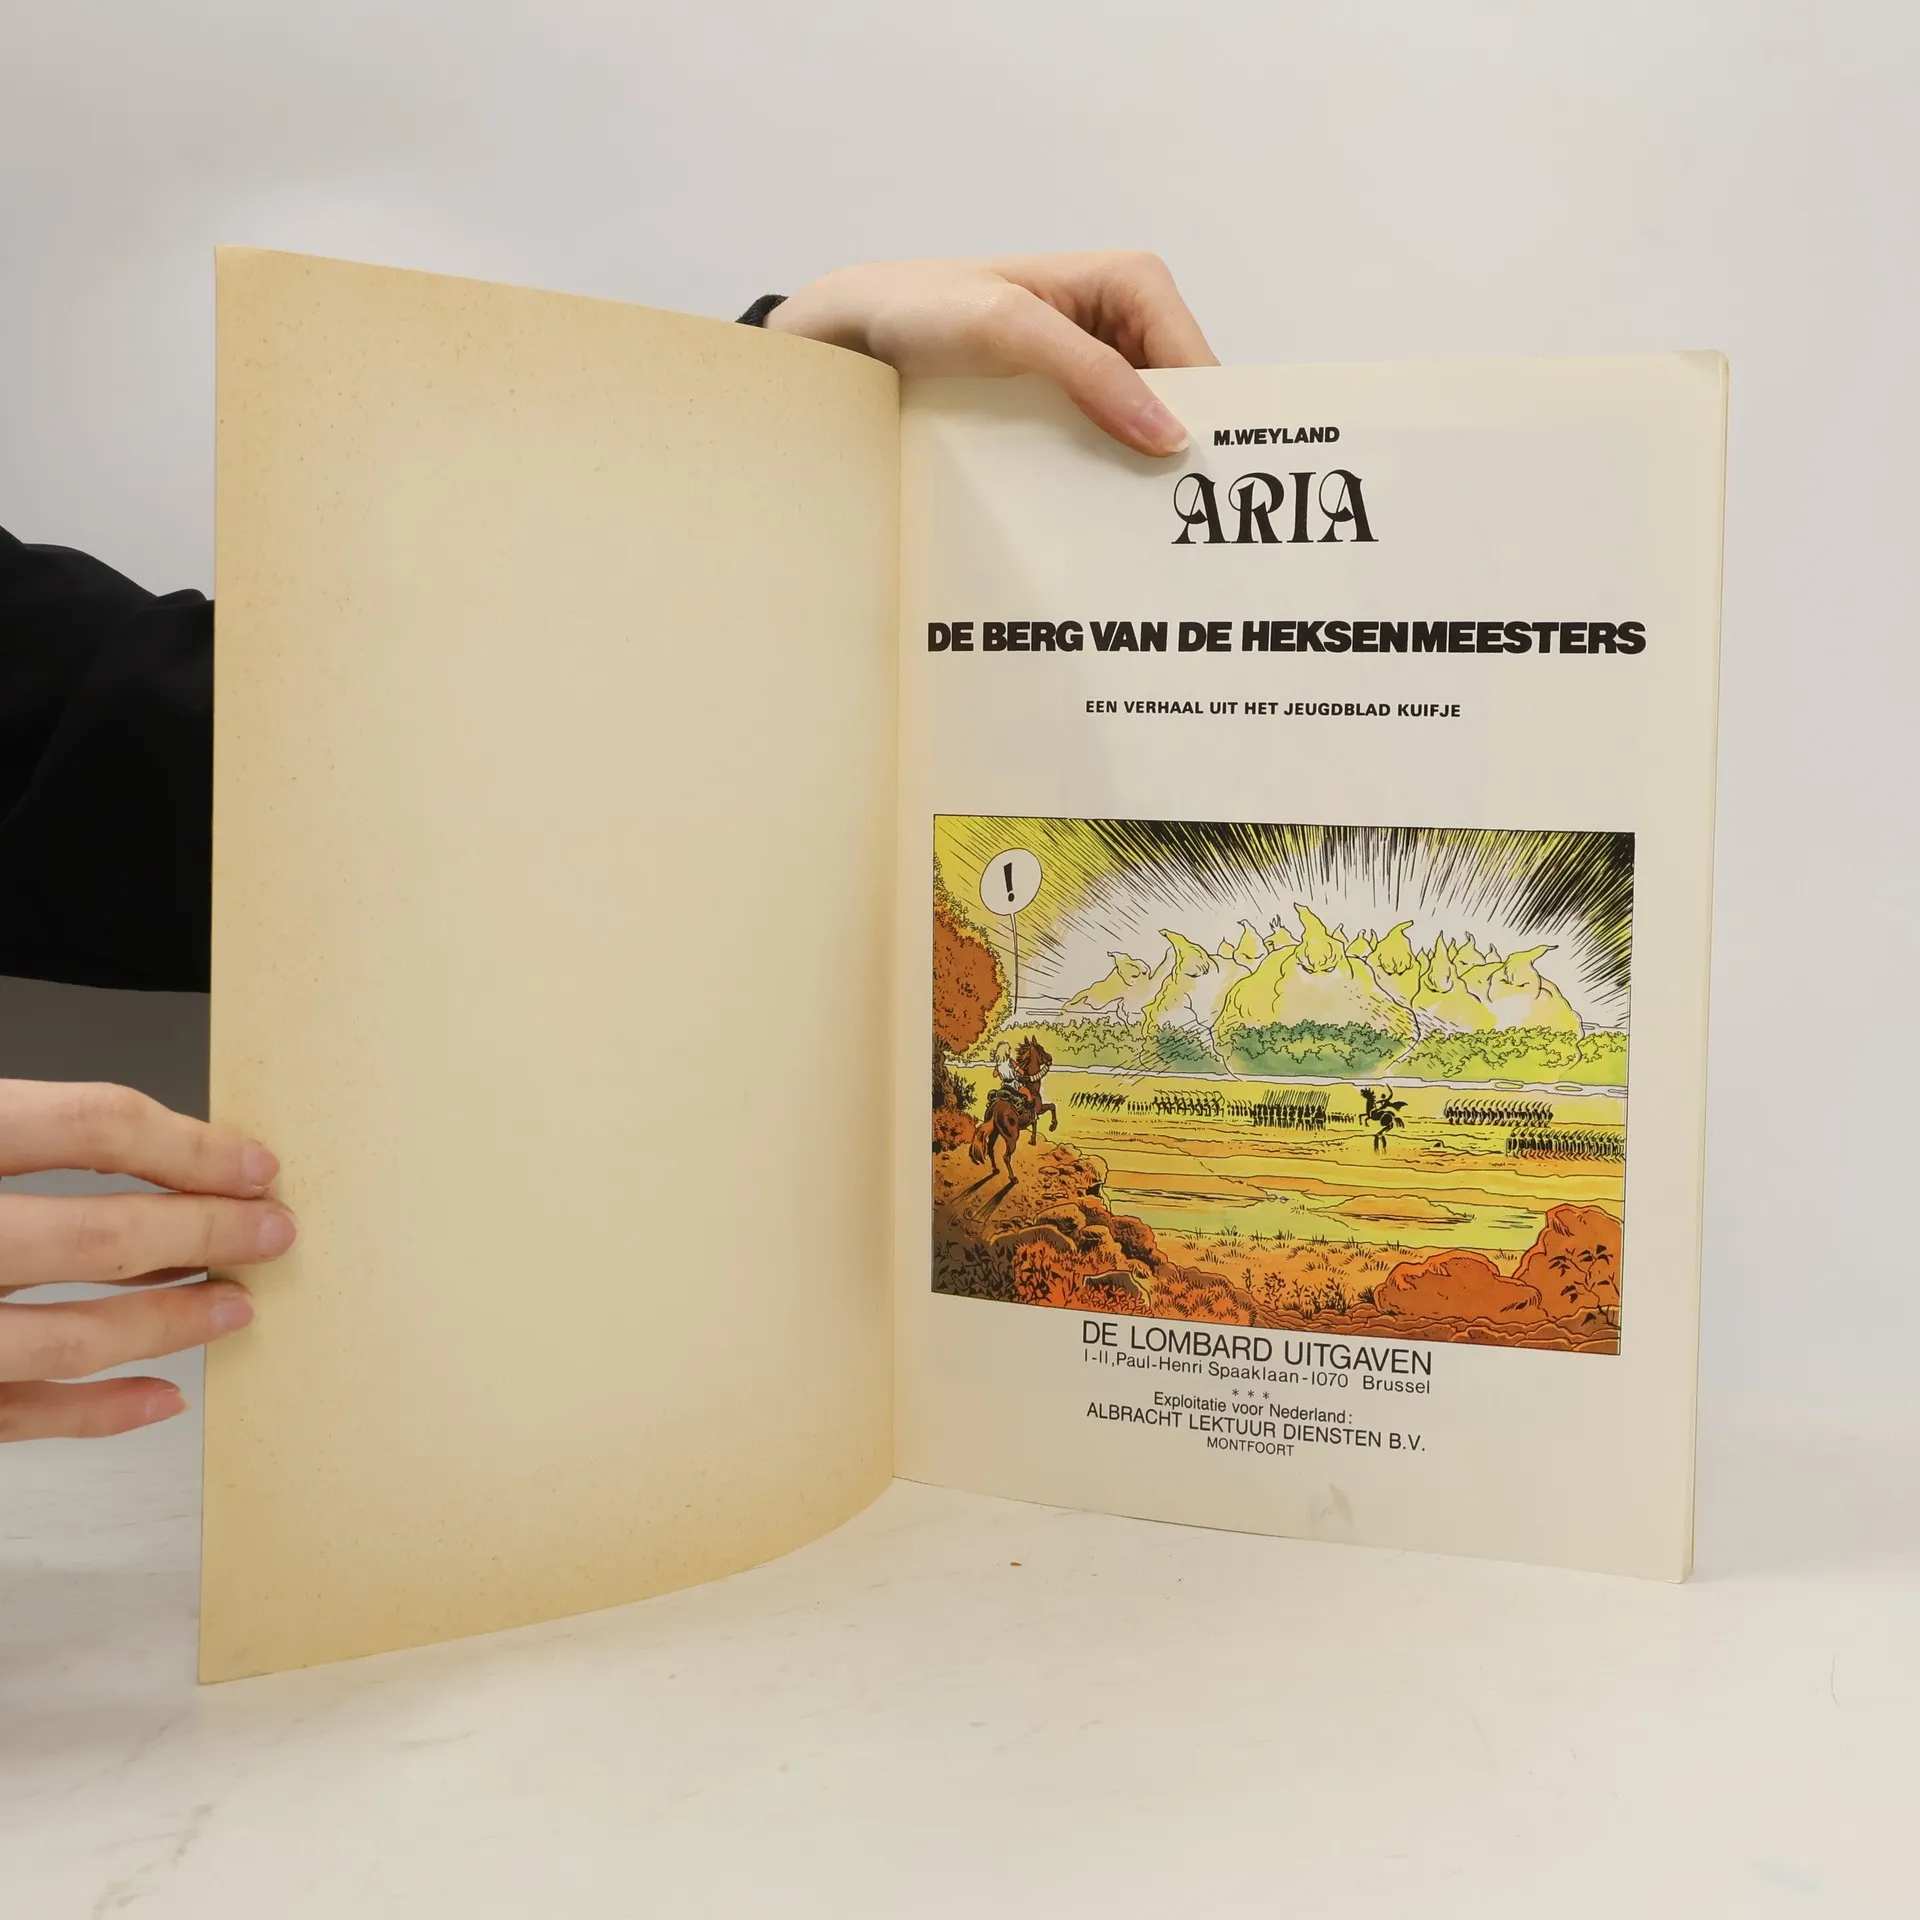 M.WEYLAND
ARIA
DE BERG VAN DE HEKSENMEESTERS
EEN VERHAAL UIT HET JEUGDBLAD KUIFJE
!
DE LOMBARD UITGAVEN
1-11,Paul-Henri Spaaklaan-1070 Brussel
* * *
Exploitatie voor Nederland:
ALBRACHT LEKTUUR DIENSTEN B.V.
MONTFOORT